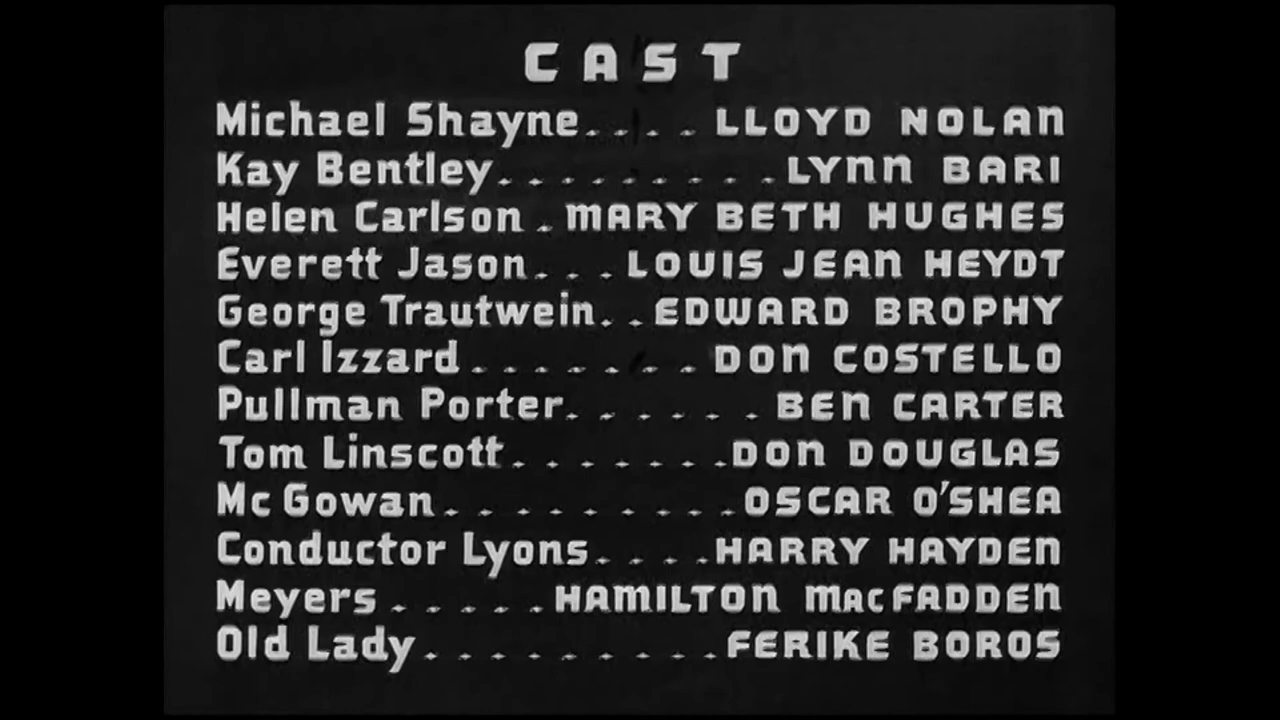 CAST
Michael Shayne.... LLOYD NOLAN
Kay Bentley.........LYNN BARI
Helen Carlson . MARY BETH HUGHES
Everett Jason... LOUIS JEAN HEYDT
George Trautwein.. EDWARD BROPHY
Carl Izzard ....... DON COSTELLO
Pullman Porter...... BEN CARTER
Tom Linscott.......DON DOUGLAS
Mc Gowan.........OSCAR O'SHEA
Conductor Lyons....HARRY HAYDEN
Meyers .....HAMILTON MacFADDEN
Old Lady.........FERIKE BOROS